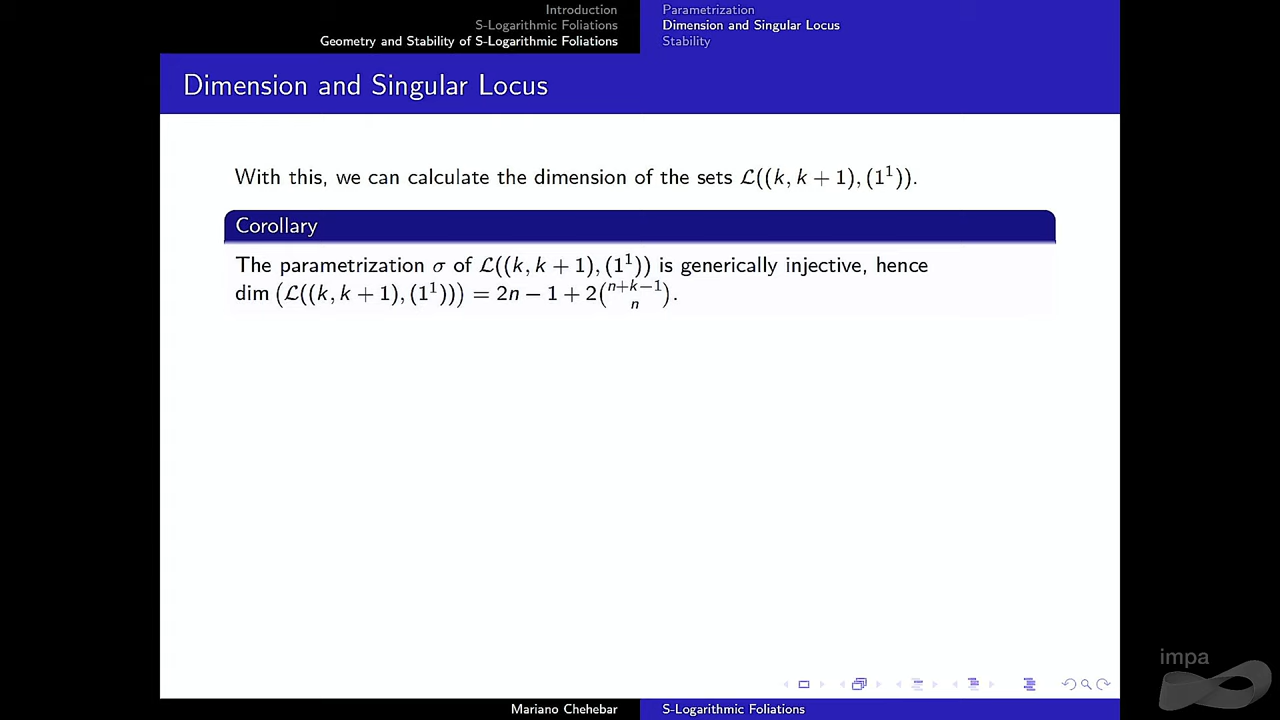 Introduction
S-Logarithmic Foliations
Geometry and Stability of S-Logarithmic Foliations
Parametrization
Dimension and Singular Locus
Stability
Dimension and Singular Locus
With this, we can calculate the dimension of the sets ℒ((k, k + 1), (1¹)).
Corollary
The parametrization σ of ℒ((k, k + 1), (1¹)) is generically injective, hence
dim (ℒ((k, k + 1), (1¹))) = 2n − 1 + 2(n+k−1 n).
impa
Mariano Chehebar
S-Logarithmic Foliations